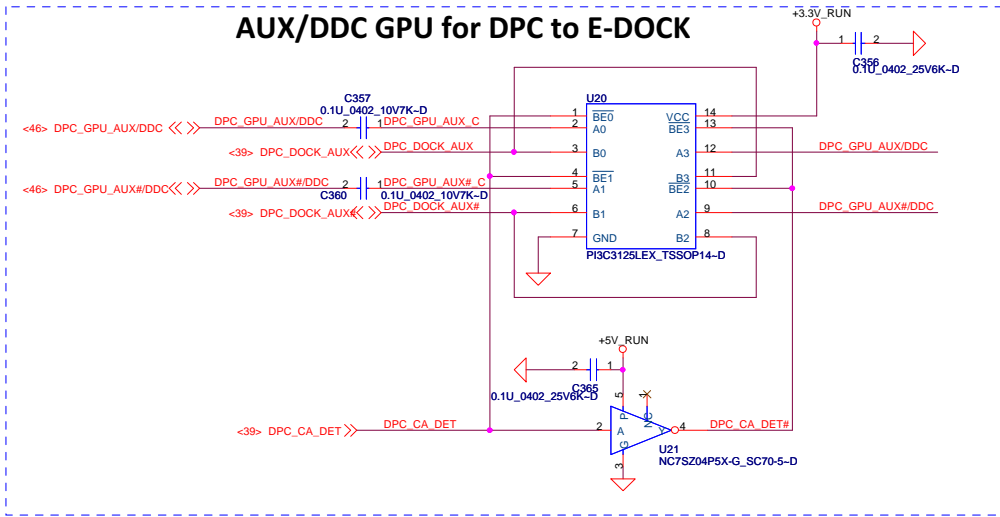 AUX/DDC GPU for DPC to E-DOCK
+3.3V_RUN
1 2
C356
0.1U_0402_25V6K~D
C357
0.1U_0402_10V7K~D
U20
<46> DPC_GPU_AUX/DDC DPC_GPU_AUX/DDC 2 1 DPC_GPU_AUX_C
1 BE0 VCC 14
2 A0 BE3 13
<39> DPC_DOCK_AUX DPC_DOCK_AUX 3 B0 A3 12 DPC_GPU_AUX/DDC
4 BE1 B3 11
<46> DPC_GPU_AUX#/DDC DPC_GPU_AUX#/DDC 2 1 DPC_GPU_AUX#_C 5 A1 BE2 10
C360 0.1U_0402_10V7K~D
<39> DPC_DOCK_AUX# DPC_DOCK_AUX# 6 B1 A2 9 DPC_GPU_AUX#/DDC
7 GND B2 8
PI3C3125LEX_TSSOP14~D
+5V_RUN
2 1
C365
0.1U_0402_25V6K~D
5 P NC 1
<39> DPC_CA_DET DPC_CA_DET 2 A Y 4 DPC_CA_DET#
G 3
U21
NC7SZ04P5X-G_SC70-5~D